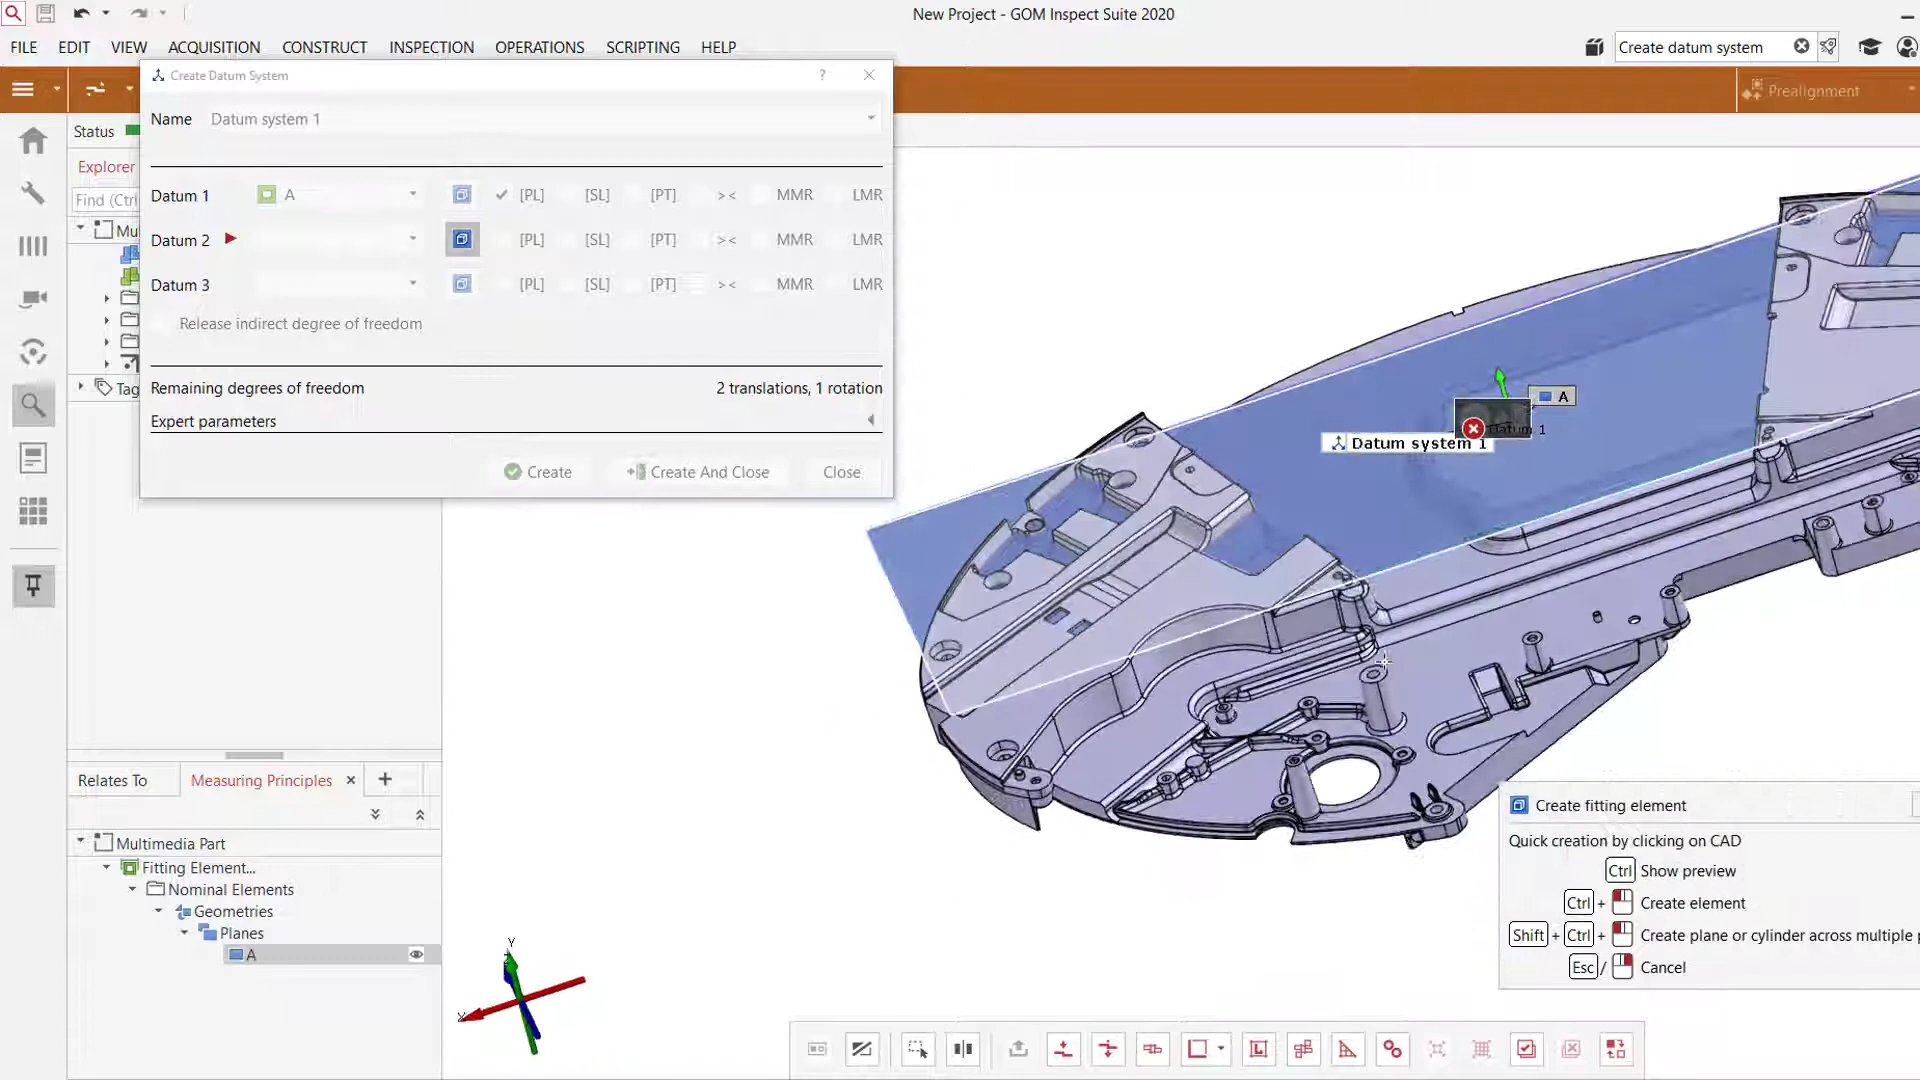 New Project - GOM Inspect Suite 2020
FILE EDIT VIEW ACQUISITION CONSTRUCT INSPECTION OPERATIONS SCRIPTING HELP
Create datum system
Create Datum System
?
Prealignment
Name Datum system 1
Status
Explorer
Find (Ctrl
Mu
Tag
Datum 1 A [PL] [SL] [PT] >< MMR LMR
Datum 2 [PL] [SL] [PT] >< MMR LMR
Datum 3 [PL] [SL] [PT] >< MMR LMR
Release indirect degree of freedom
Remaining degrees of freedom 2 translations, 1 rotation
Expert parameters
Create Create And Close Close
A
Datum 1
Datum system 1
Relates To Measuring Principles
Multimedia Part
Fitting Element...
Nominal Elements
Geometries
Planes
A
Create fitting element
Quick creation by clicking on CAD
Ctrl Show preview
Ctrl + Create element
Shift + Ctrl + Create plane or cylinder across multiple p
Esc / Cancel
Y
X